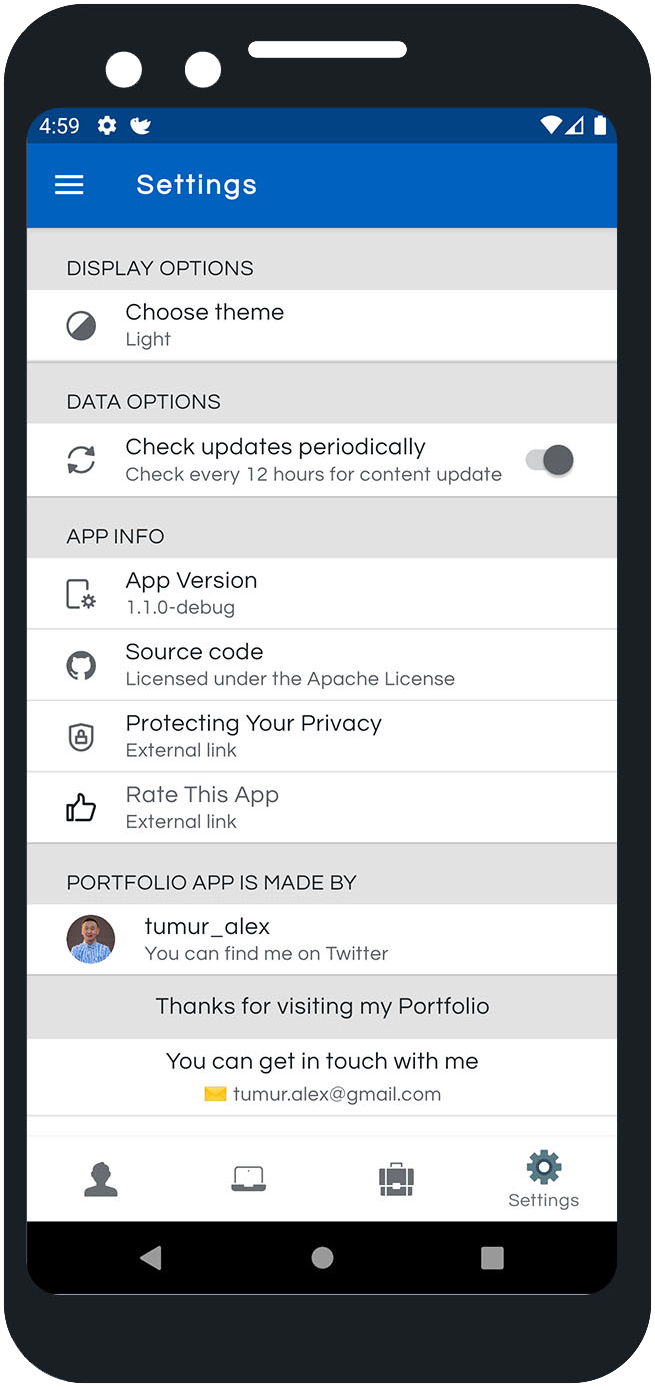 4:59
Settings
DISPLAY OPTIONS
Choose theme
Light
DATA OPTIONS
Check updates periodically
Check every 12 hours for content update
APP INFO
App Version
1.1.0-debug
Source code
Licensed under the Apache License
Protecting Your Privacy
External link
Rate This App
External link
PORTFOLIO APP IS MADE BY
tumur_alex
You can find me on Twitter
Thanks for visiting my Portfolio
You can get in touch with me
tumur.alex@gmail.com
Settings